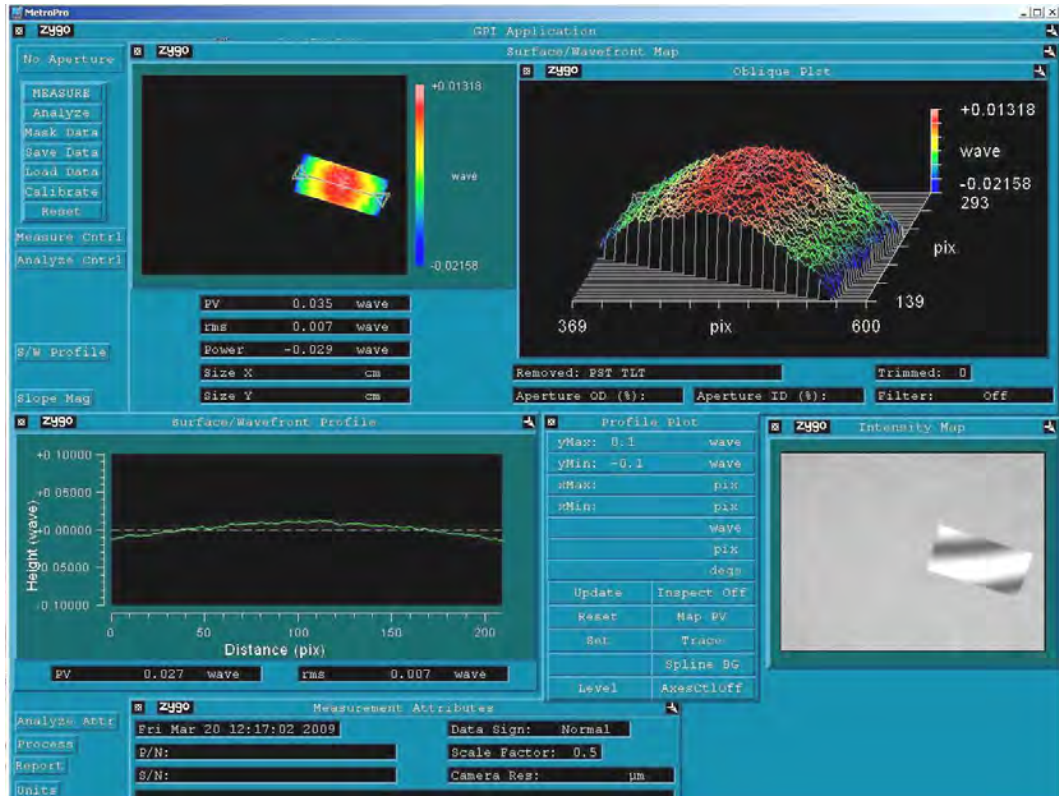 MetroPro
zygo GPI Application
No Aperture
MEASURE
Analyze
Mask Data
Save Data
Load Data
Calibrate
Reset
Measure Cntrl
Analyze Cntrl
S/W Profile
Slope Mag
zygo Surface/Wavefront Map
+0.01318
wave
-0.02158
PV 0.035 wave
rms 0.007 wave
Power -0.029 wave
Size X cm
Size Y cm
zygo Oblique Plot
+0.01318
wave
-0.02158
293
pix
139
369 pix 600
Removed: PST TLT Trimmed: 0
Aperture OD (%): Aperture ID (%): Filter: Off
zygo Surface/Wavefront Profile
+0.10000
+0.05000
+0.00000
0.05000
0.10000
Height (wave)
0 50 100 150 200
Distance (pix)
PV 0.027 wave rms 0.007 wave
Profile Plot
yMax: 0.1 wave
yMin: -0.1 wave
xMax: pix
xMin: pix
wave
pix
degs
Update Inspect Off
Reset Map PV
Set Trace
Spline BG
Level AxesCtlOff
zygo Intensity Map
Analyze Attr
Process
Report
Units
zygo Measurement Attributes
Fri Mar 20 12:17:02 2009 Data Sign: Normal
P/N: Scale Factor: 0.5
S/N: Camera Res: µm